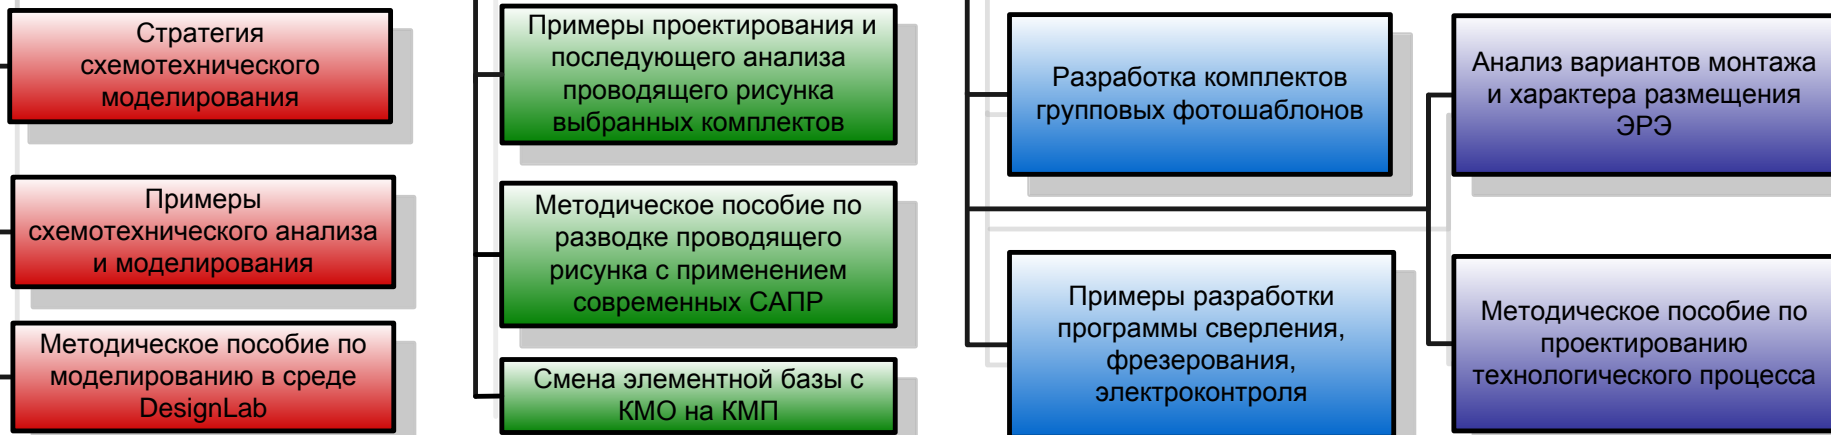 Стратегия
схемотехнического
моделирования
Примеры
схемотехнического анализа
и моделирования
Методическое пособие по
моделированию в среде
DesignLab
Примеры проектирования и
последующего анализа
проводящего рисунка
выбранных комплектов
Методическое пособие по
разводке проводящего
рисунка с применением
современных САПР
Смена элементной базы с
КМО на КМП
Разработка комплектов
групповых фотошаблонов
Примеры разработки
программы сверления,
фрезерования,
электроконтроля
Анализ вариантов монтажа
и характера размещения
ЭРЭ
Методическое пособие по
проектированию
технологического процесса